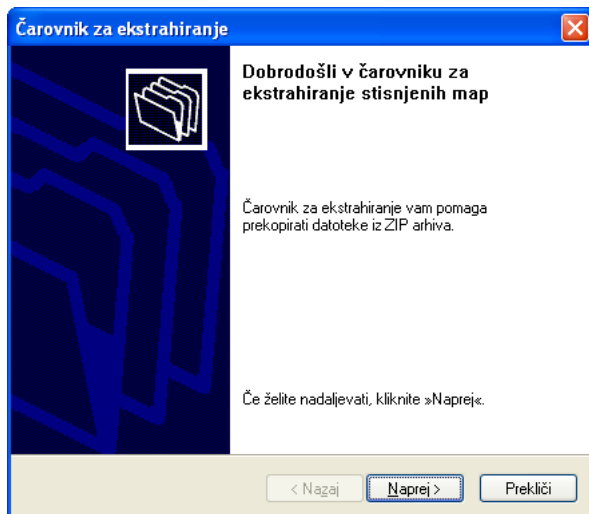 Čarovnik za ekstrahiranje
Dobrodošli v čarovniku za
ekstrahiranje stisnjenih map
Čarovnik za ekstrahiranje vam pomaga
prekopirati datoteke iz ZIP arhiva.
Če želite nadaljevati, kliknite »Naprej«.
< Nazaj Naprej > Prekliči